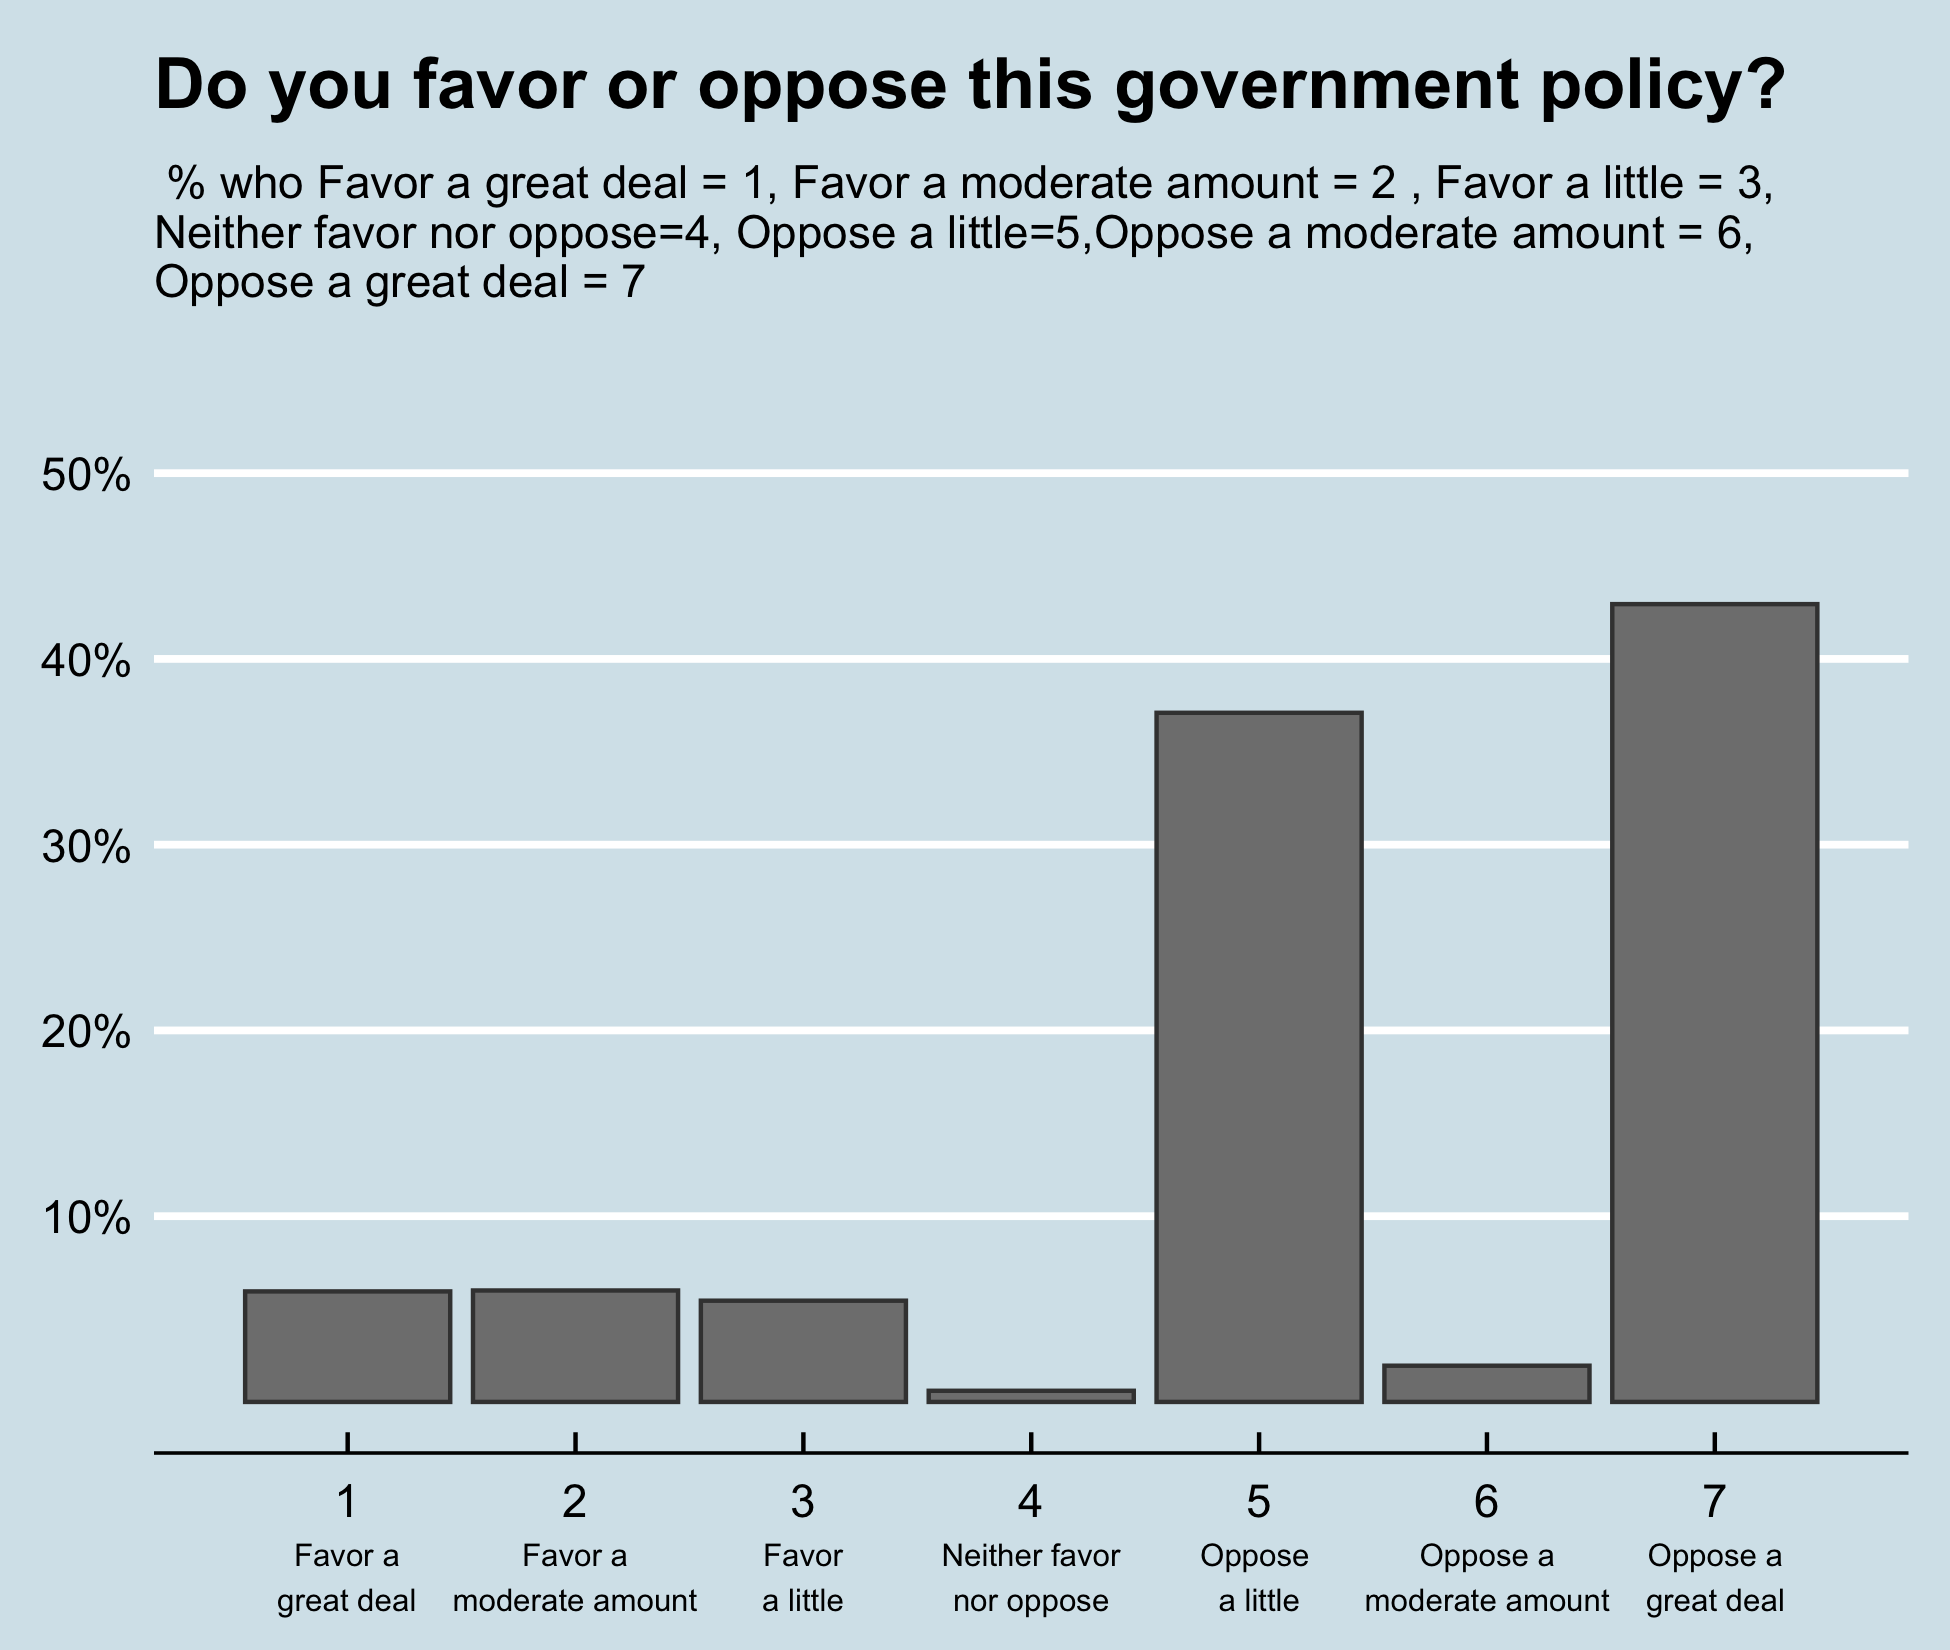 Do you favor or oppose this government policy?
% who Favor a great deal = 1, Favor a moderate amount = 2 , Favor a little = 3,
Neither favor nor oppose=4, Oppose a little=5,Oppose a moderate amount = 6,
Oppose a great deal = 7
50%
40%
30%
20%
10%
1 2 3 4 5 6 7
Favor a Favor a Favor Neither favor Oppose Oppose a Oppose a
great deal moderate amount a little nor oppose a little moderate amount great deal